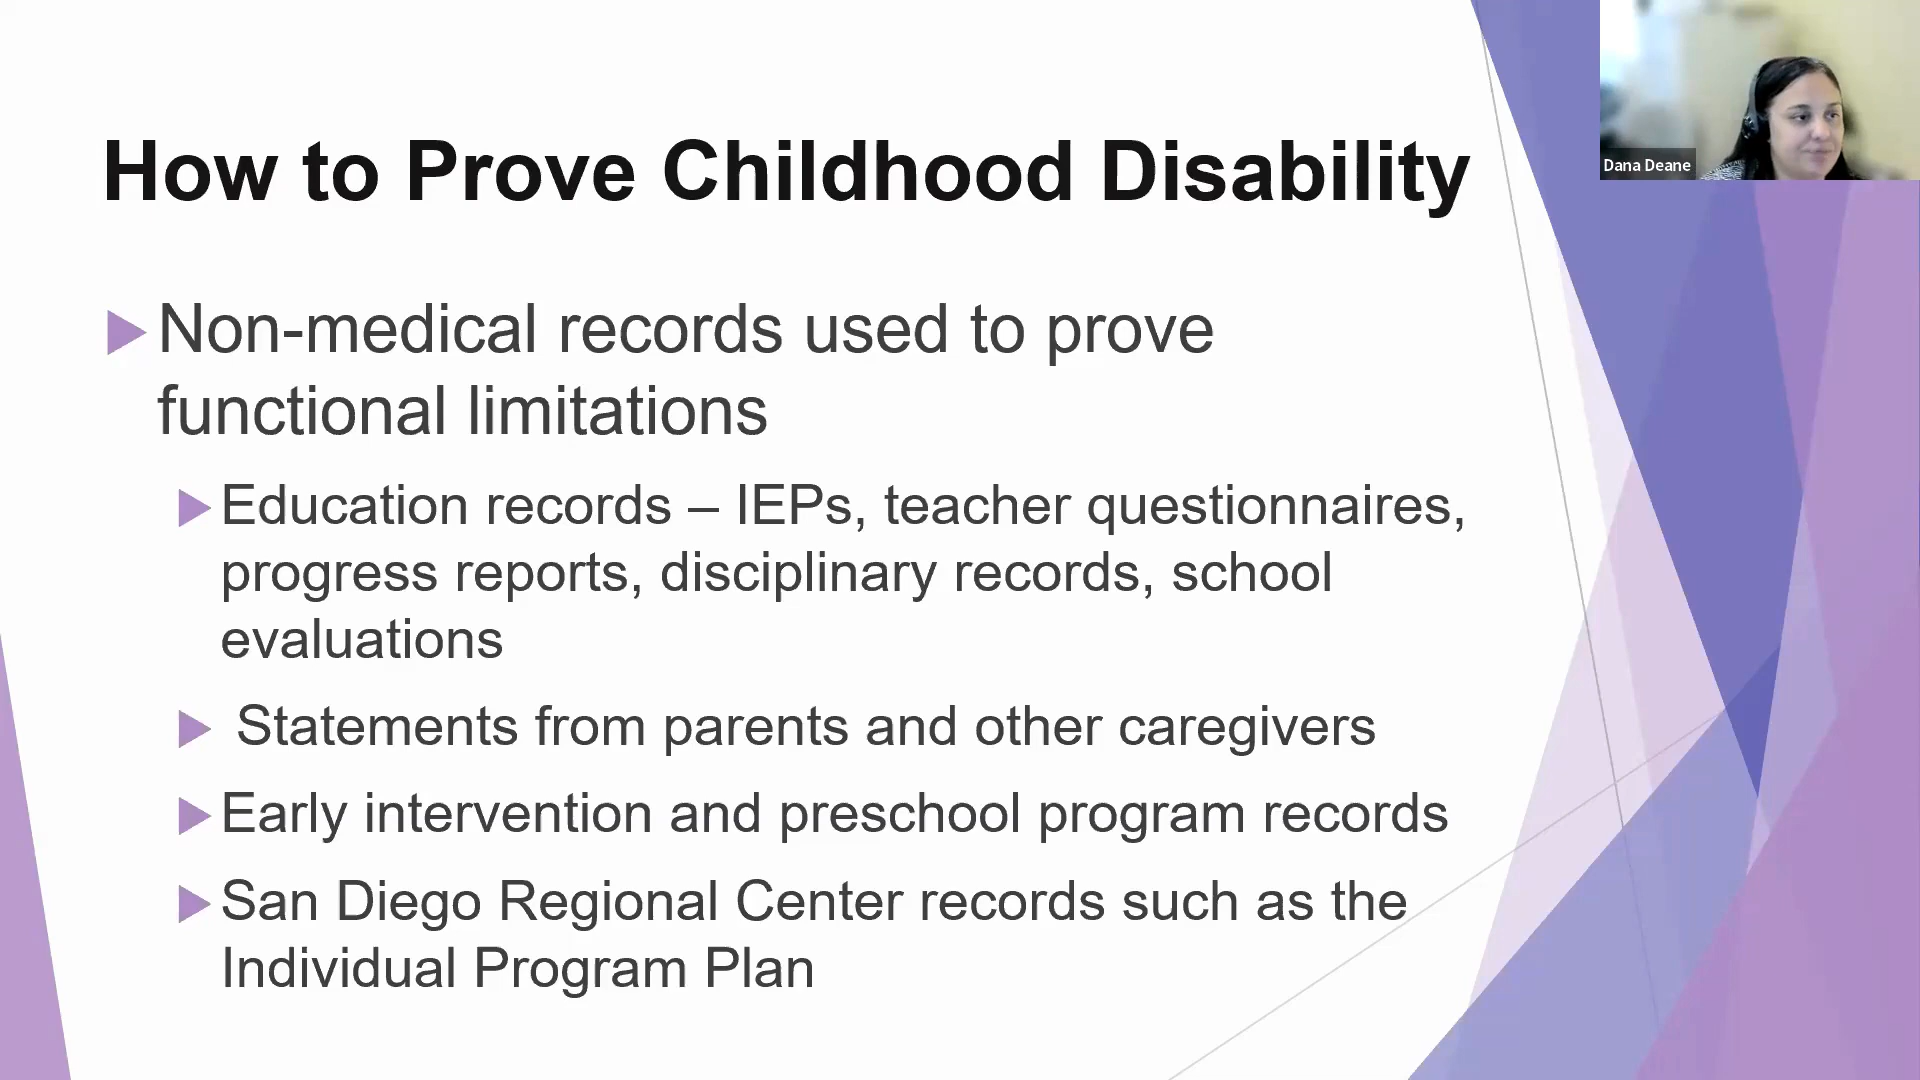 Dana Deane
How to Prove Childhood Disability
Non-medical records used to prove
functional limitations
Education records – IEPs, teacher questionnaires,
progress reports, disciplinary records, school
evaluations
Statements from parents and other caregivers
Early intervention and preschool program records
San Diego Regional Center records such as the
Individual Program Plan